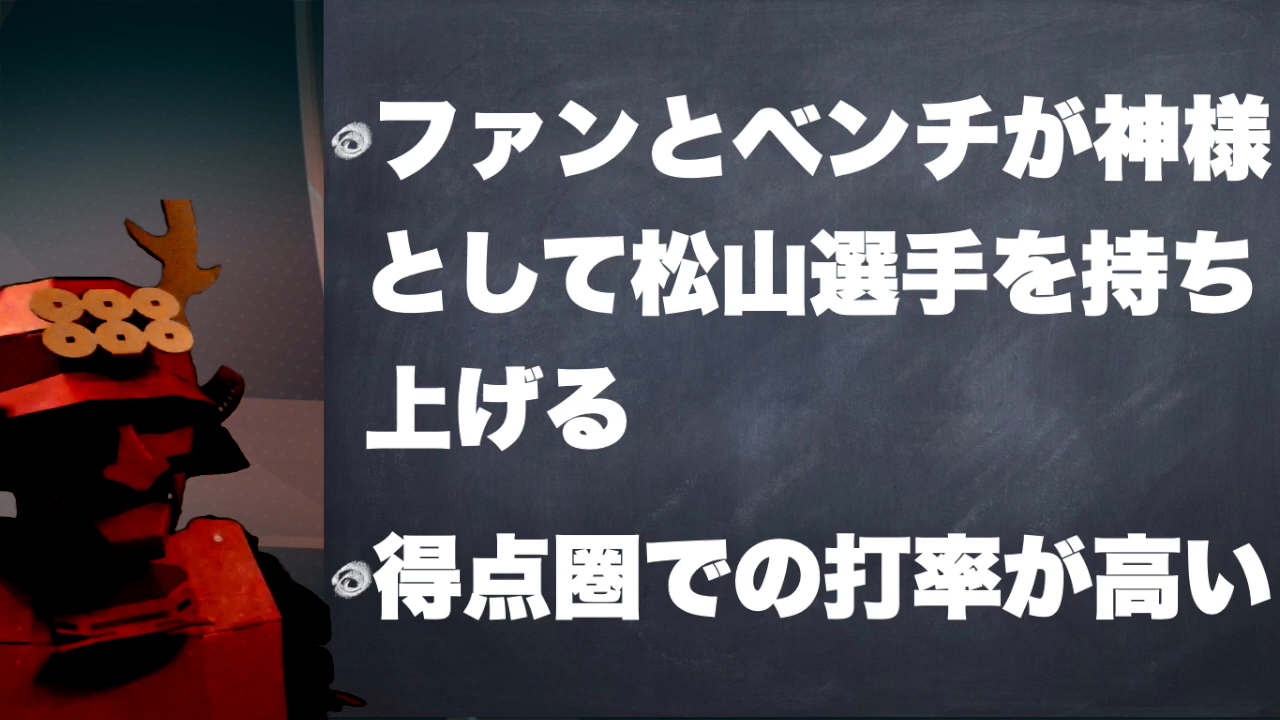 ファンとベンチが神様
として松山選手を持ち
上げる
得点圏での打率が高い